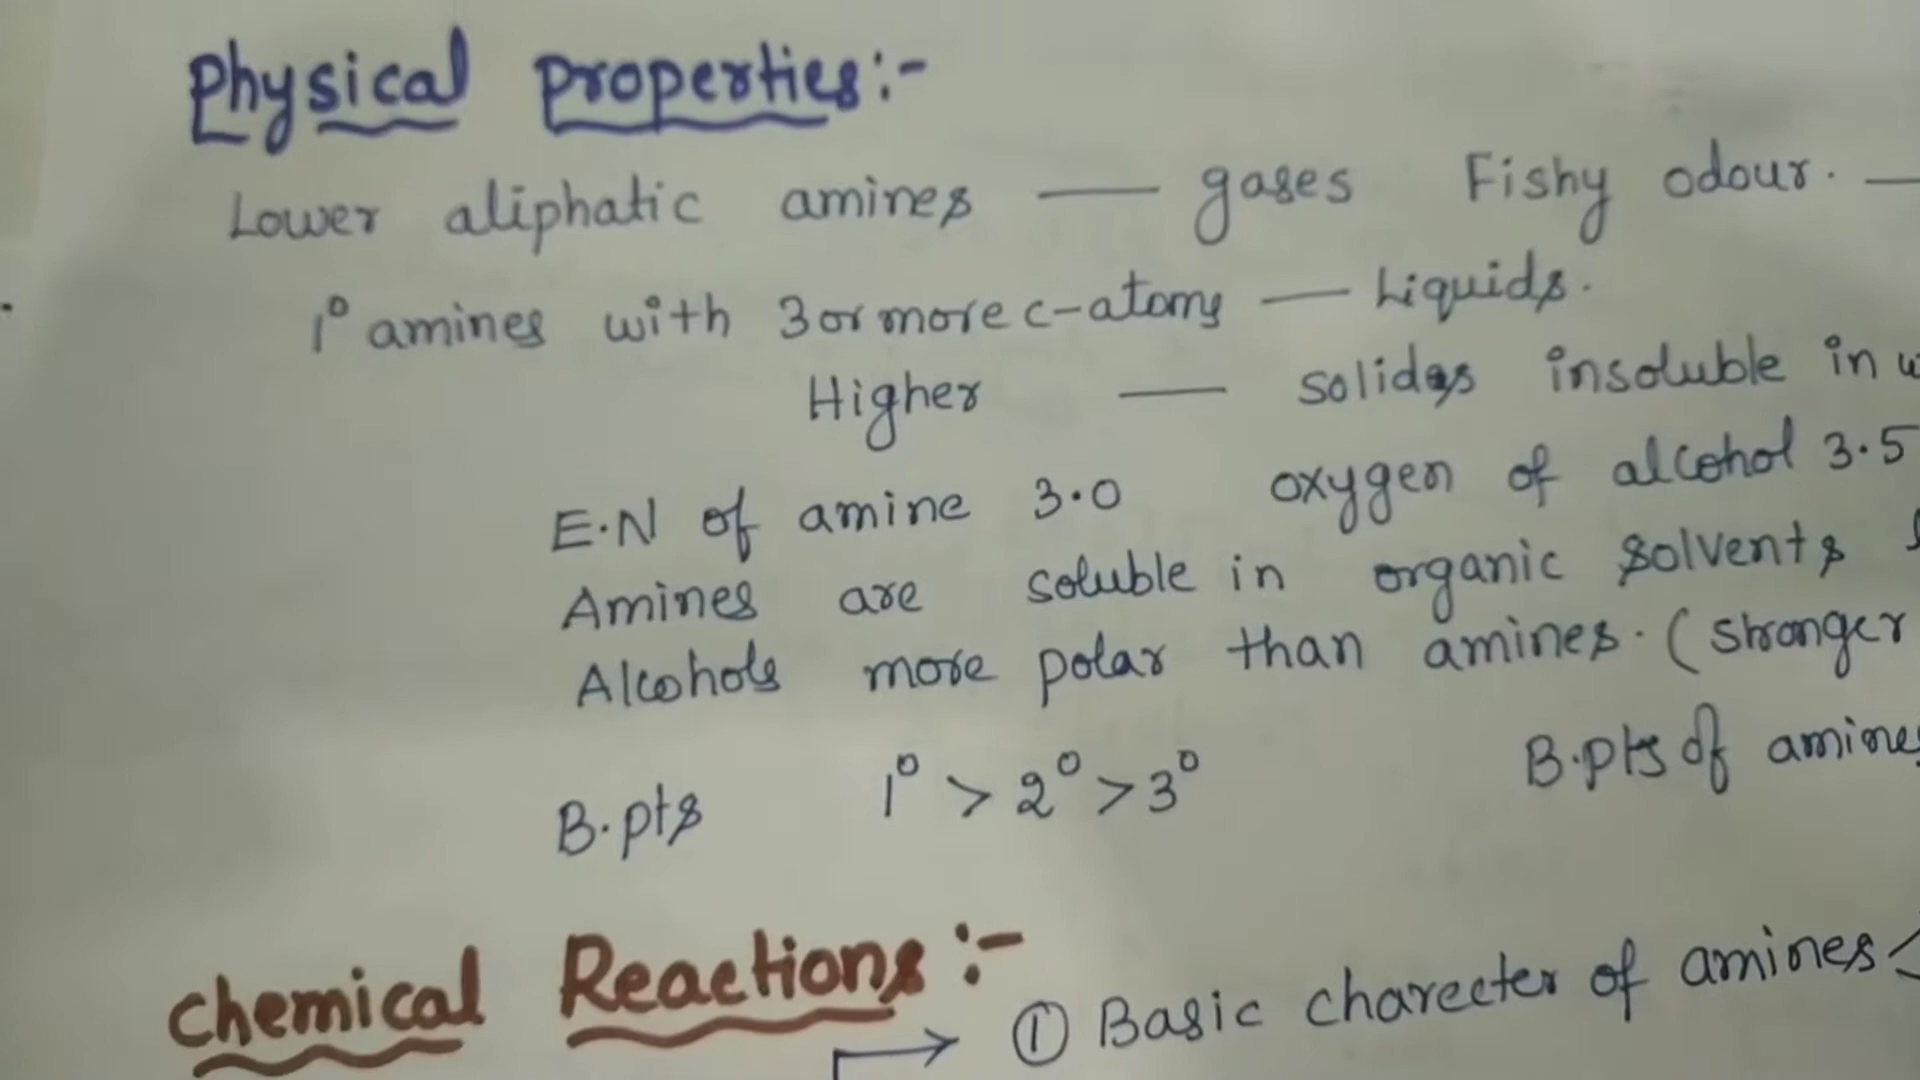 Physical properties:-
Lower aliphatic amines — gases Fishy odour. —
1° amines with 3 or more c-atoms — Liquids.
Higher — solids insoluble in
E.N of amine 3.0 oxygen of alcohol 3.5
Amines are soluble in organic solvents
Alcohols more polar than amines. (stronger
B.pts 1° > 2° > 3° B.pts of amines
chemical Reactions:-
→ ① Basic charecter of amines <